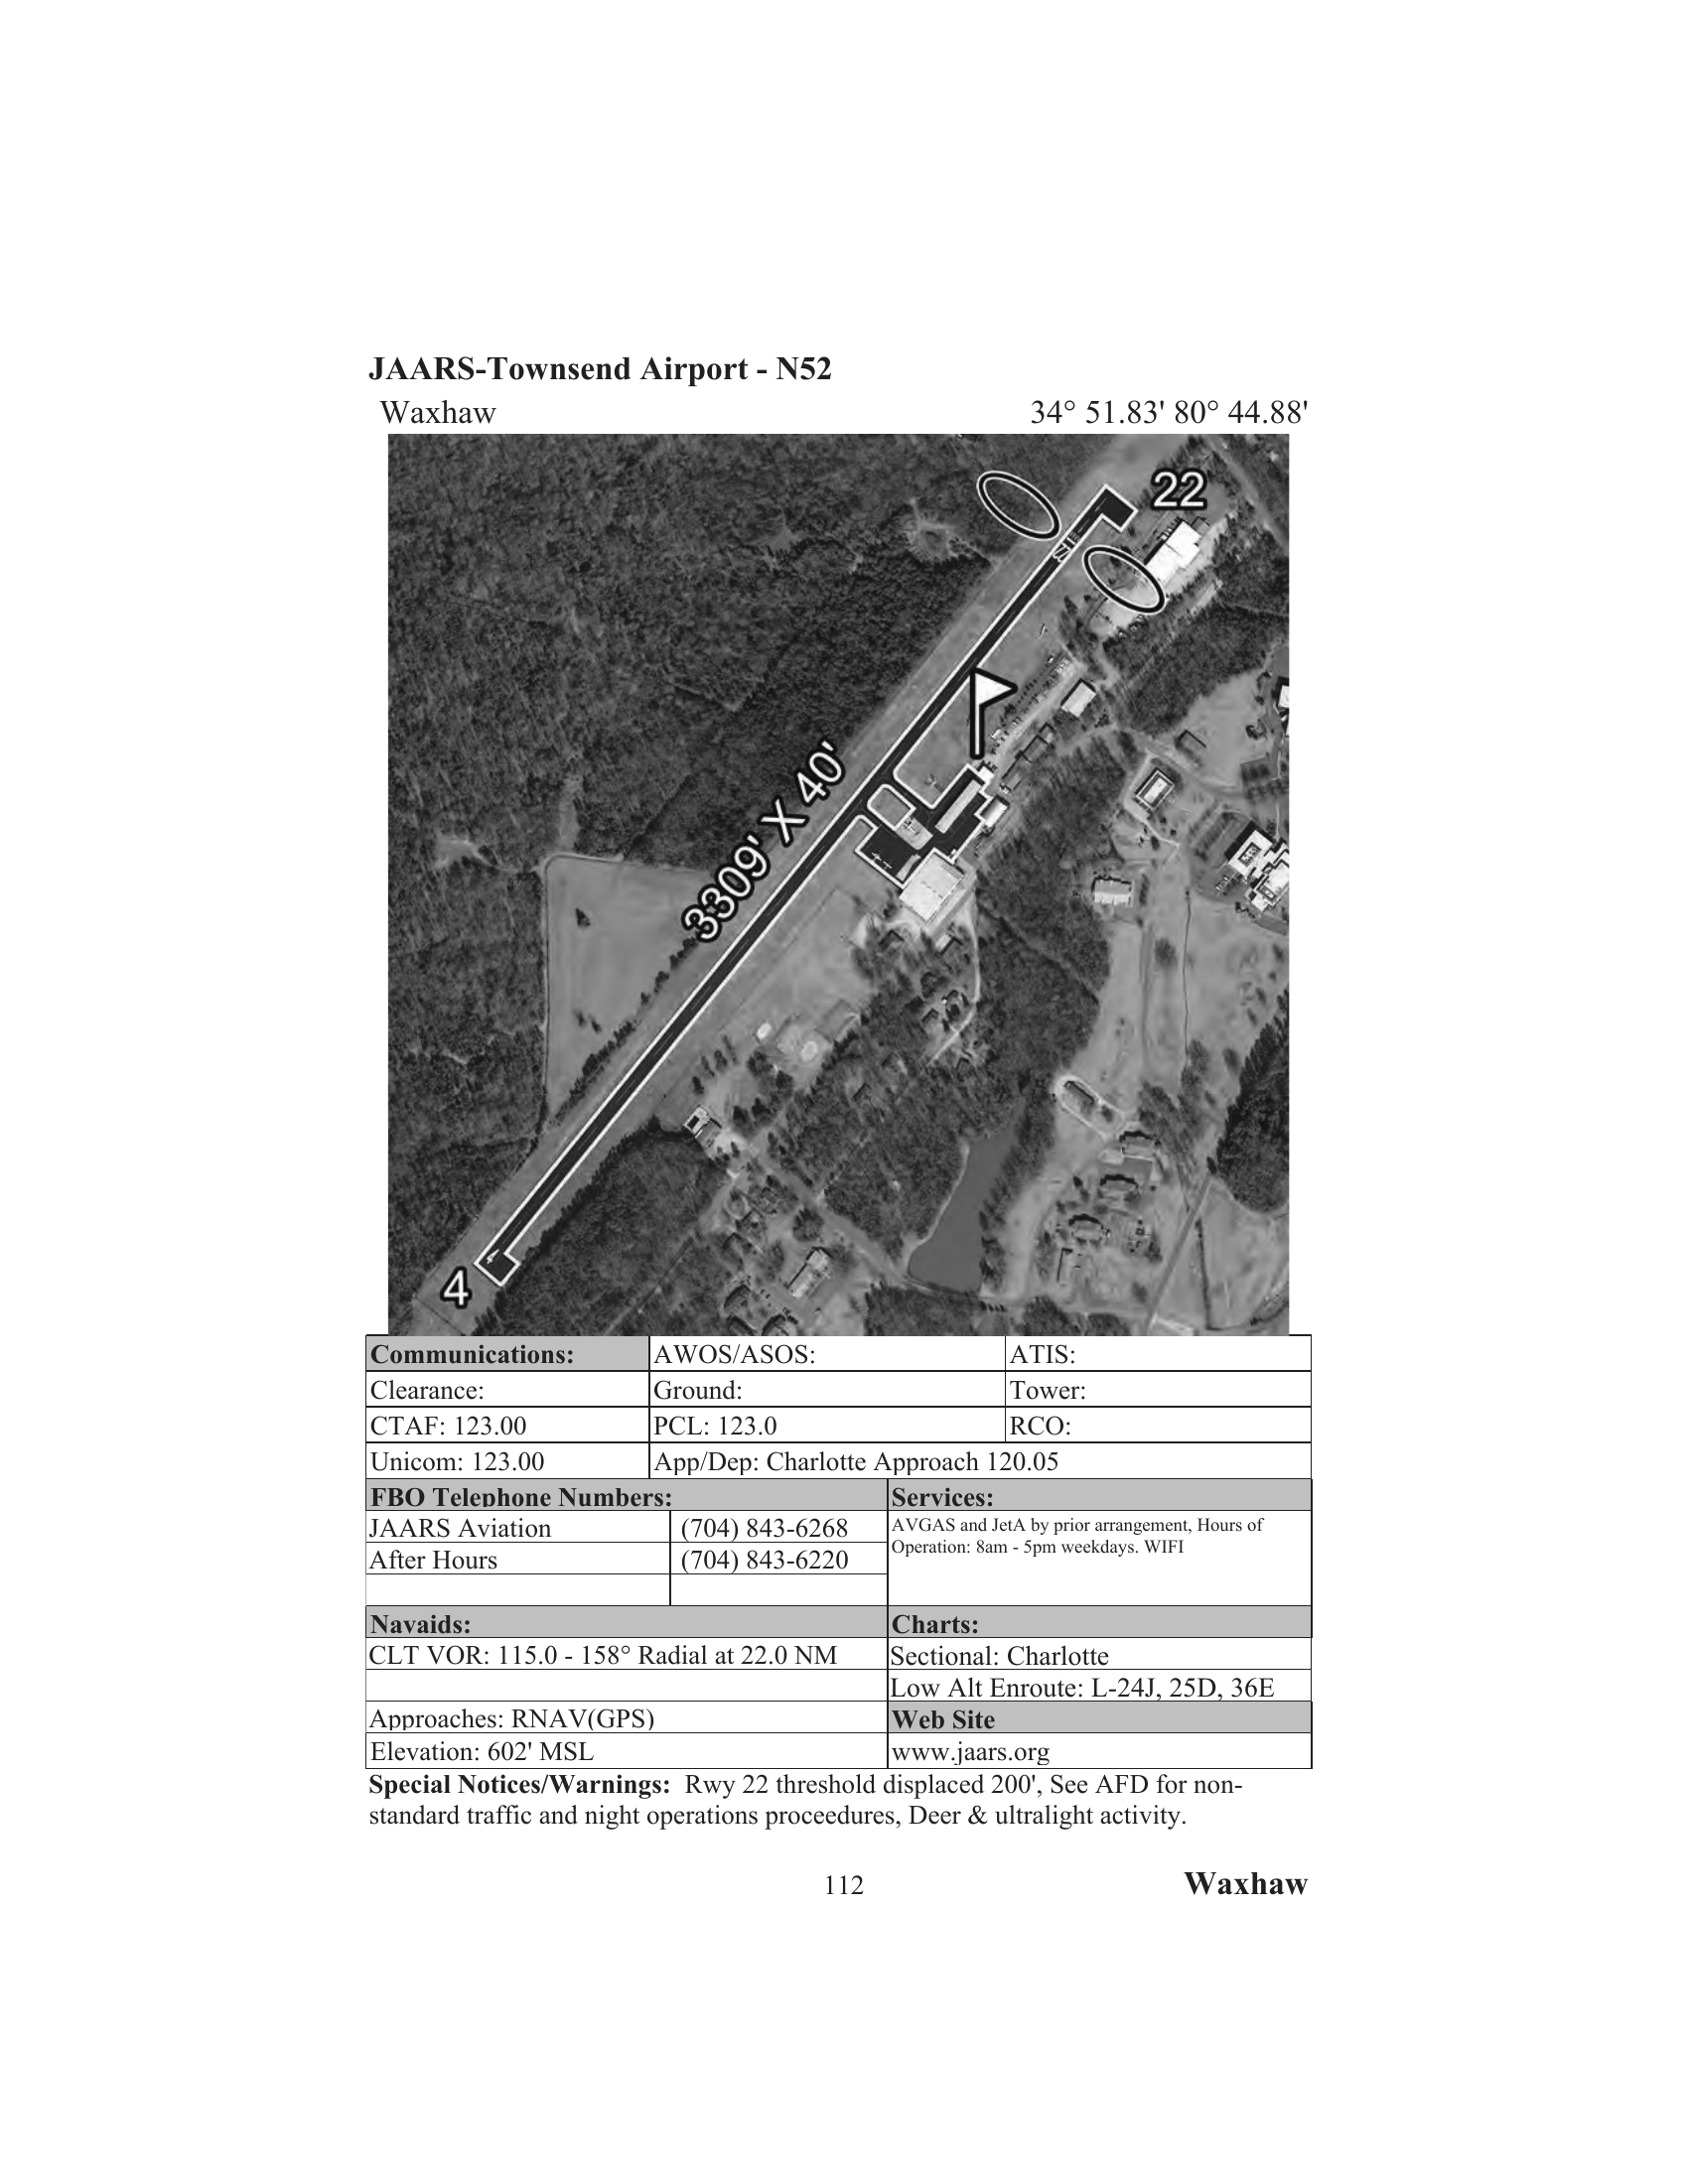 JAARS-Townsend Airport - N52
Waxhaw 34° 51.83' 80° 44.88'
22
3309' X 40'
4
Communications: AWOS/ASOS: ATIS:
Clearance: Ground: Tower:
CTAF: 123.00 PCL: 123.0 RCO:
Unicom: 123.00 App/Dep: Charlotte Approach 120.05
FBO Telephone Numbers: Services:
JAARS Aviation (704) 843-6268 AVGAS and JetA by prior arrangement, Hours of
Operation: 8am - 5pm weekdays. WIFI
After Hours (704) 843-6220
Navaids: Charts:
CLT VOR: 115.0 - 158° Radial at 22.0 NM Sectional: Charlotte
Low Alt Enroute: L-24J, 25D, 36E
Approaches: RNAV(GPS) Web Site
Elevation: 602' MSL www.jaars.org
Special Notices/Warnings: Rwy 22 threshold displaced 200', See AFD for non-
standard traffic and night operations proceedures, Deer & ultralight activity.
112 Waxhaw